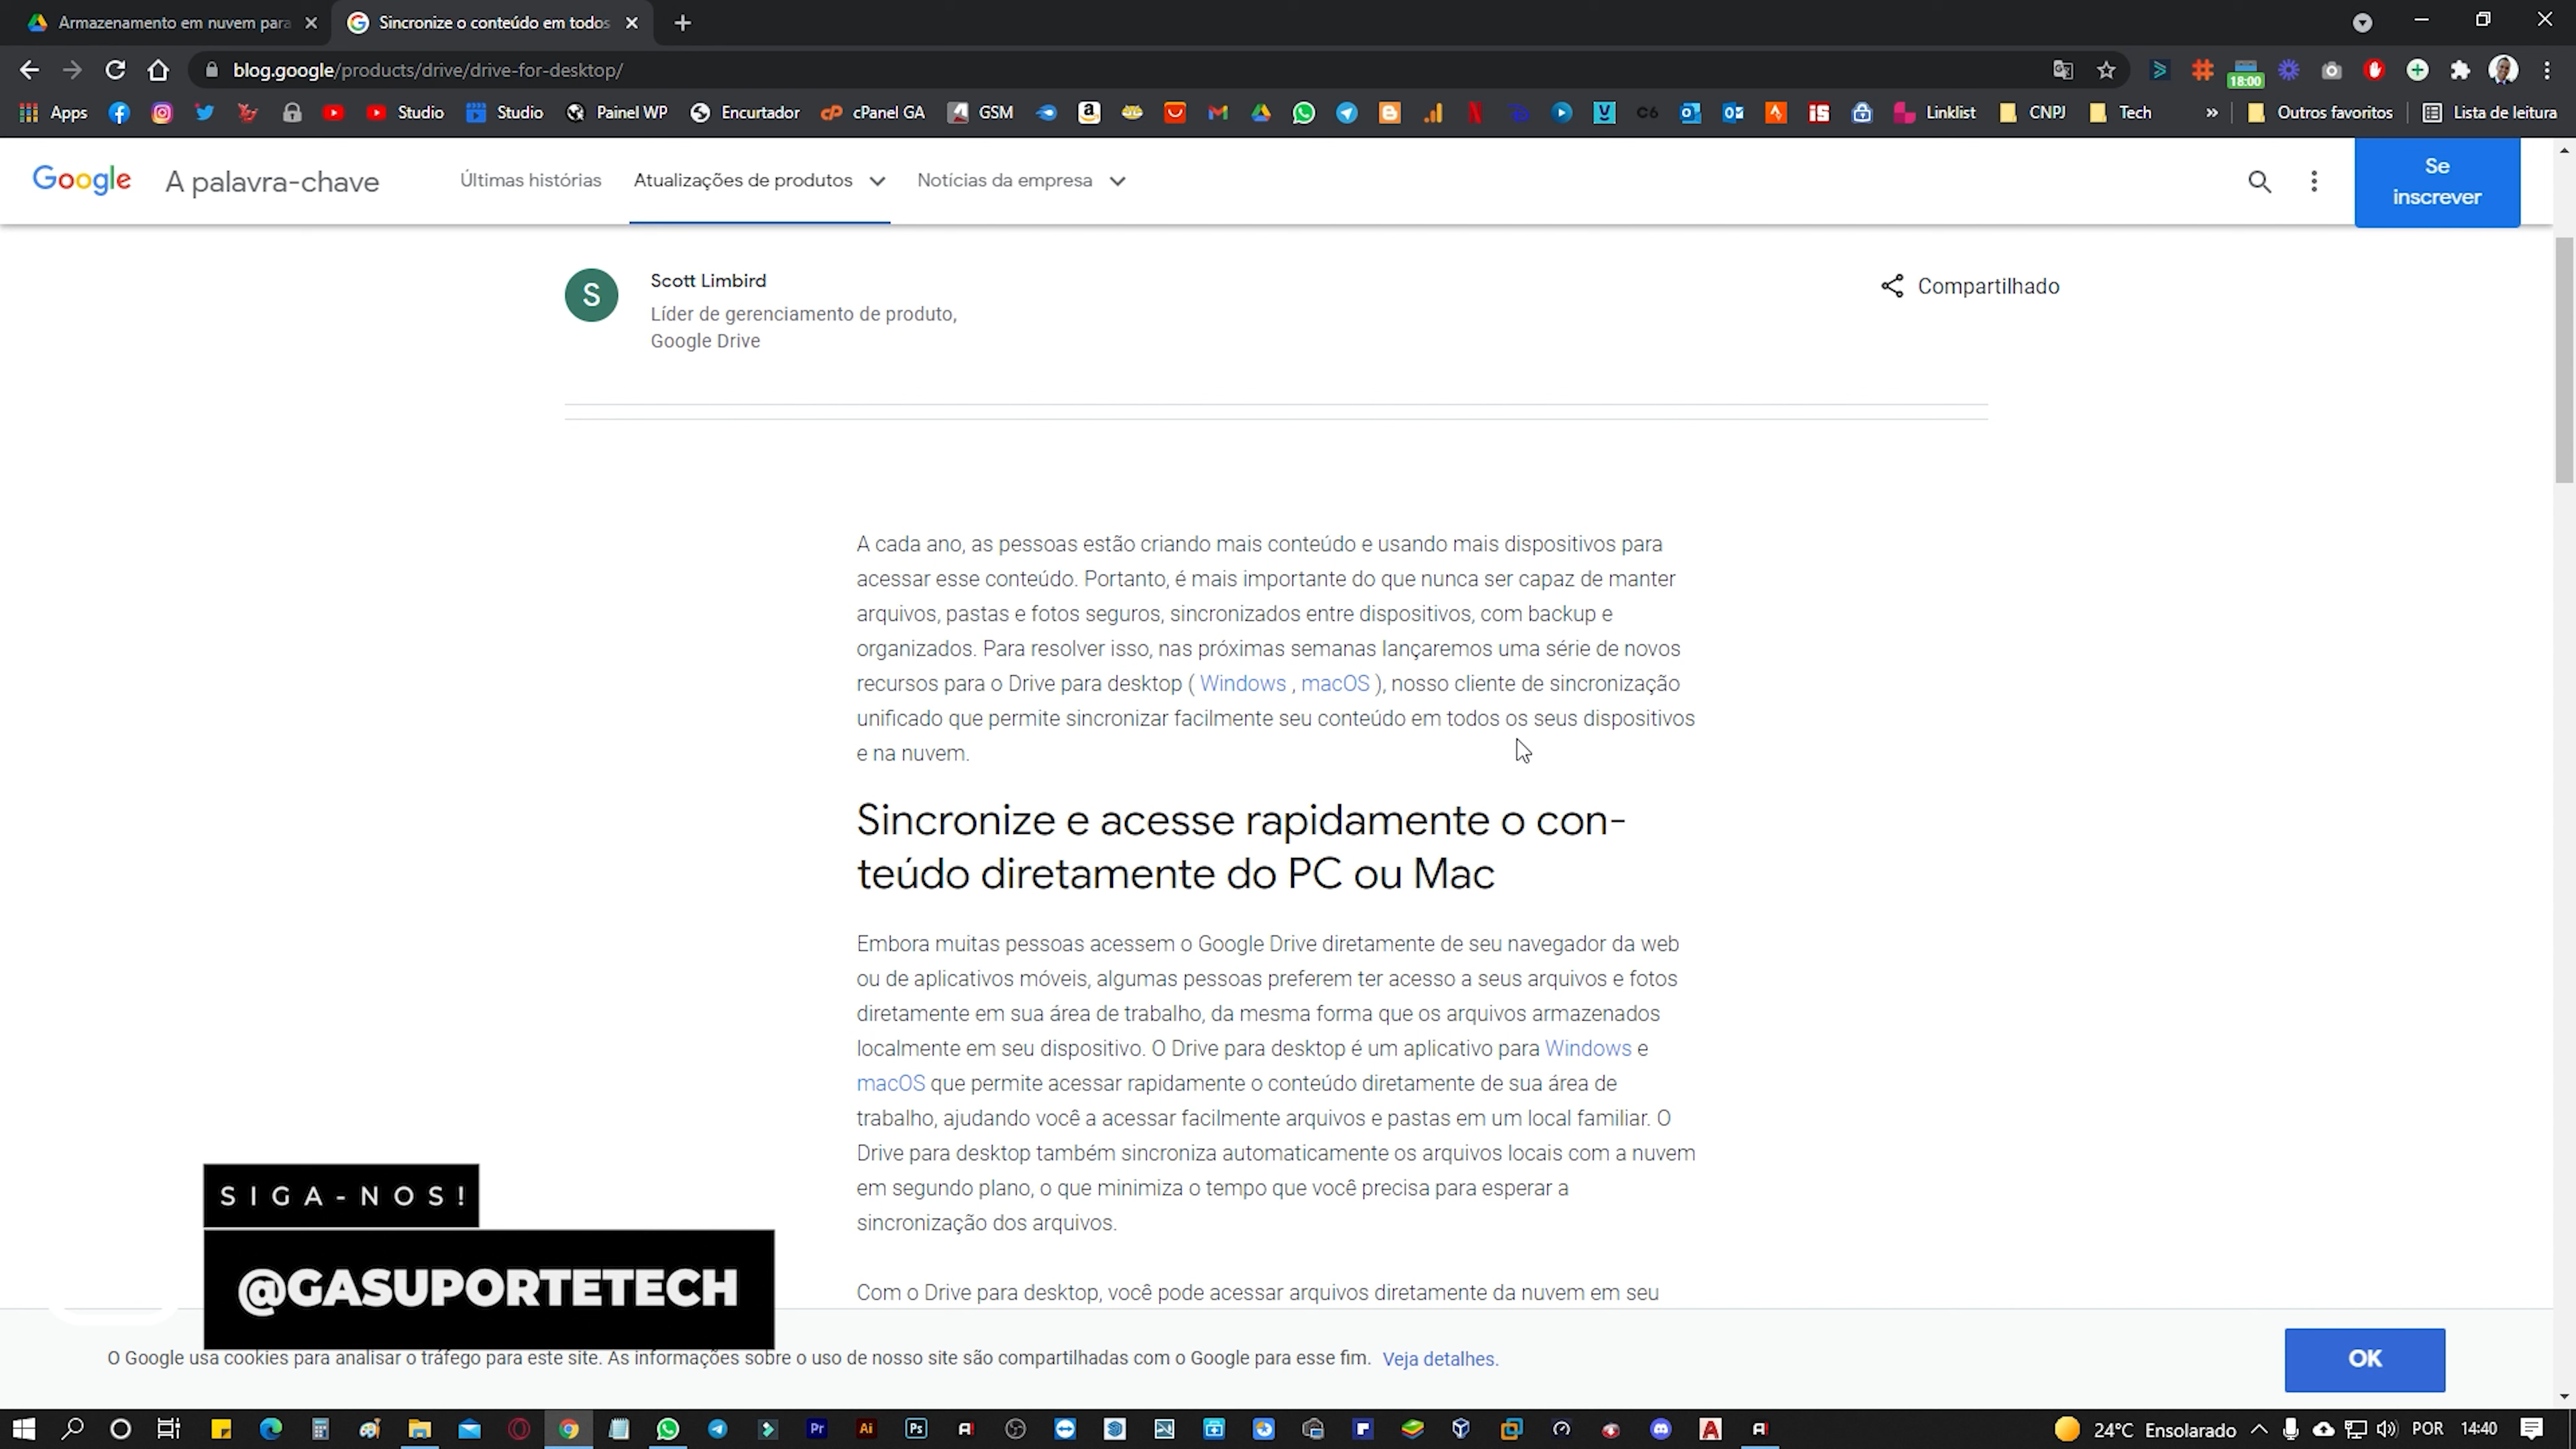 Armazenamento em nuvem para
Sincronize o conteúdo em todos
blog.google/products/drive/drive-for-desktop/
18:00
Apps
Studio
Studio
Painel WP
Encurtador
cPanel GA
GSM
Linklist
CNPJ
Tech
»
Outros favoritos
Lista de leitura
Google A palavra-chave
Últimas histórias
Atualizações de produtos
Notícias da empresa
Se
inscrever
S
Scott Limbird
Líder de gerenciamento de produto,
Google Drive
Compartilhado
A cada ano, as pessoas estão criando mais conteúdo e usando mais dispositivos para
acessar esse conteúdo. Portanto, é mais importante do que nunca ser capaz de manter
arquivos, pastas e fotos seguros, sincronizados entre dispositivos, com backup e
organizados. Para resolver isso, nas próximas semanas lançaremos uma série de novos
recursos para o Drive para desktop ( Windows , macOS ), nosso cliente de sincronização
unificado que permite sincronizar facilmente seu conteúdo em todos os seus dispositivos
e na nuvem.
Sincronize e acesse rapidamente o con-
teúdo diretamente do PC ou Mac
Embora muitas pessoas acessem o Google Drive diretamente de seu navegador da web
ou de aplicativos móveis, algumas pessoas preferem ter acesso a seus arquivos e fotos
diretamente em sua área de trabalho, da mesma forma que os arquivos armazenados
localmente em seu dispositivo. O Drive para desktop é um aplicativo para Windows e
macOS que permite acessar rapidamente o conteúdo diretamente de sua área de
trabalho, ajudando você a acessar facilmente arquivos e pastas em um local familiar. O
Drive para desktop também sincroniza automaticamente os arquivos locais com a nuvem
em segundo plano, o que minimiza o tempo que você precisa para esperar a
sincronização dos arquivos.
Com o Drive para desktop, você pode acessar arquivos diretamente da nuvem em seu
SIGA-NOS!
@GASUPORTETECH
O Google usa cookies para analisar o tráfego para este site. As informações sobre o uso de nosso site são compartilhadas com o Google para esse fim. Veja detalhes.
OK
24°C Ensolarado
POR
14:40